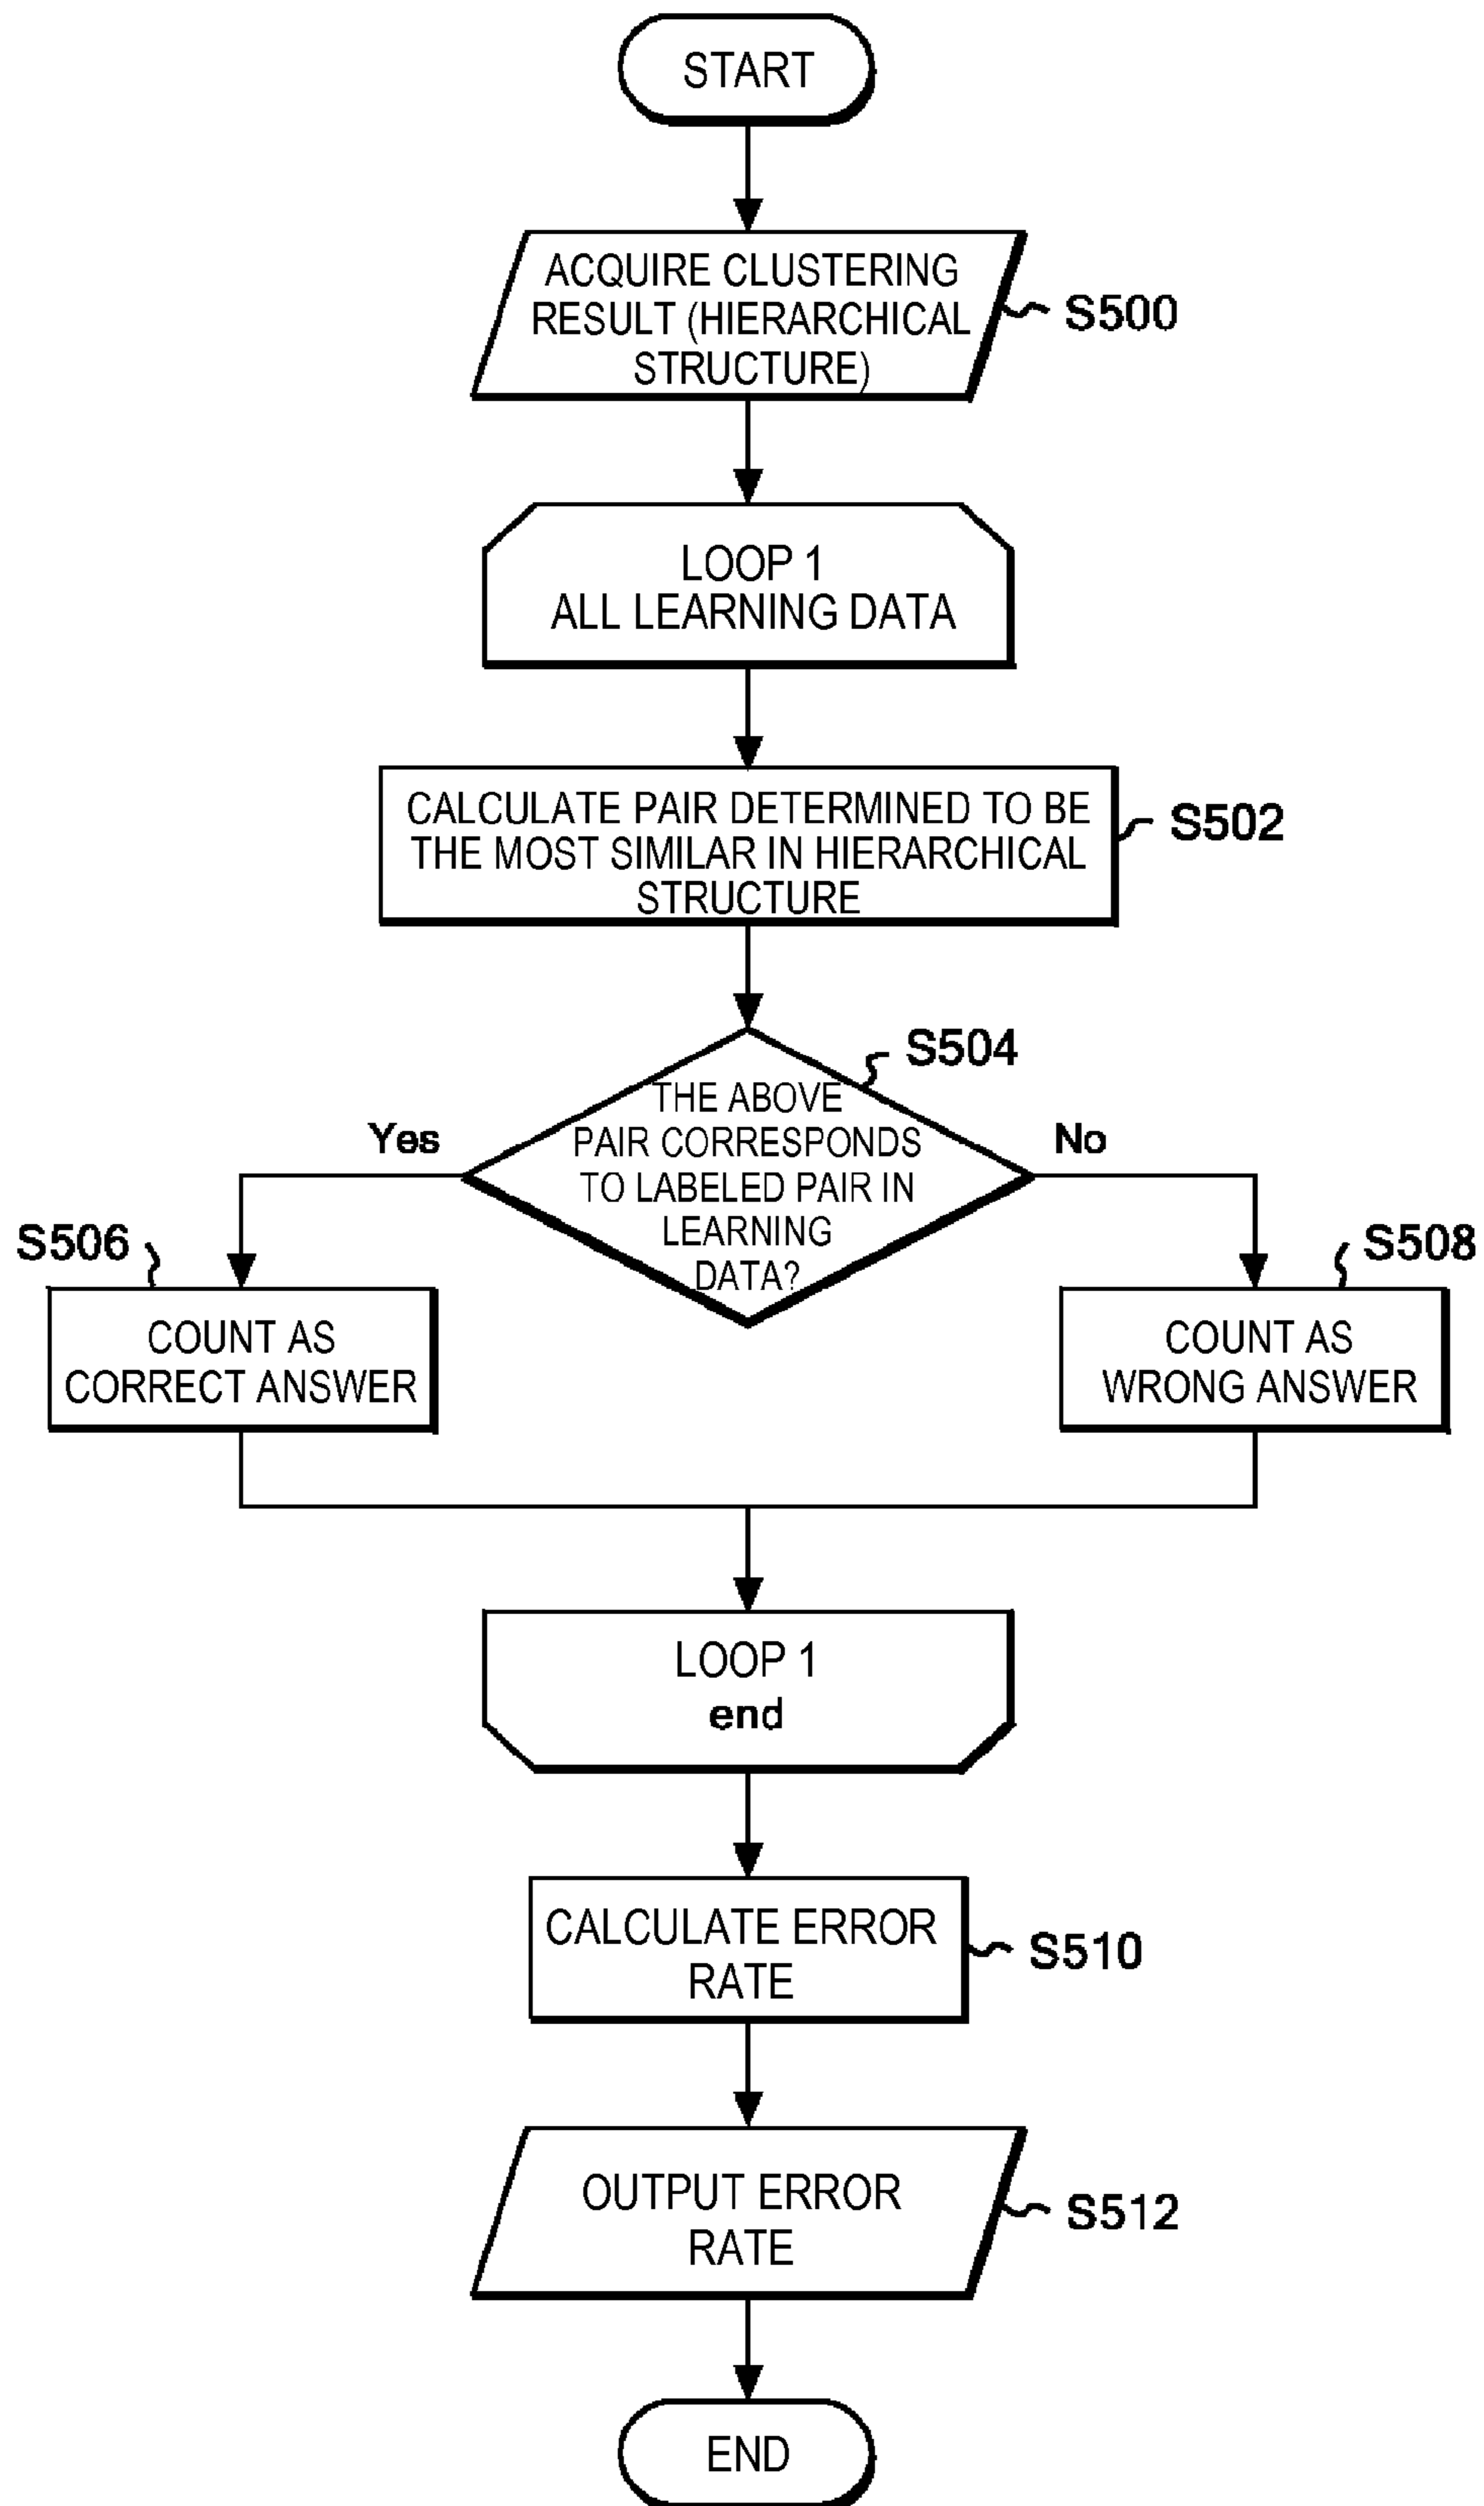 START
ACQUIRE CLUSTERING
RESULT (HIERARCHICAL
STRUCTURE)
S500
LOOP 1
ALL LEARNING DATA
CALCULATE PAIR DETERMINED TO BE
THE MOST SIMILAR IN HIERARCHICAL
STRUCTURE
S502
S504
THE ABOVE
PAIR CORRESPONDS
TO LABELED PAIR IN
LEARNING
DATA?
Yes
No
S506
COUNT AS
CORRECT ANSWER
S508
COUNT AS
WRONG ANSWER
LOOP 1
end
CALCULATE ERROR
RATE
S510
OUTPUT ERROR
RATE
S512
END